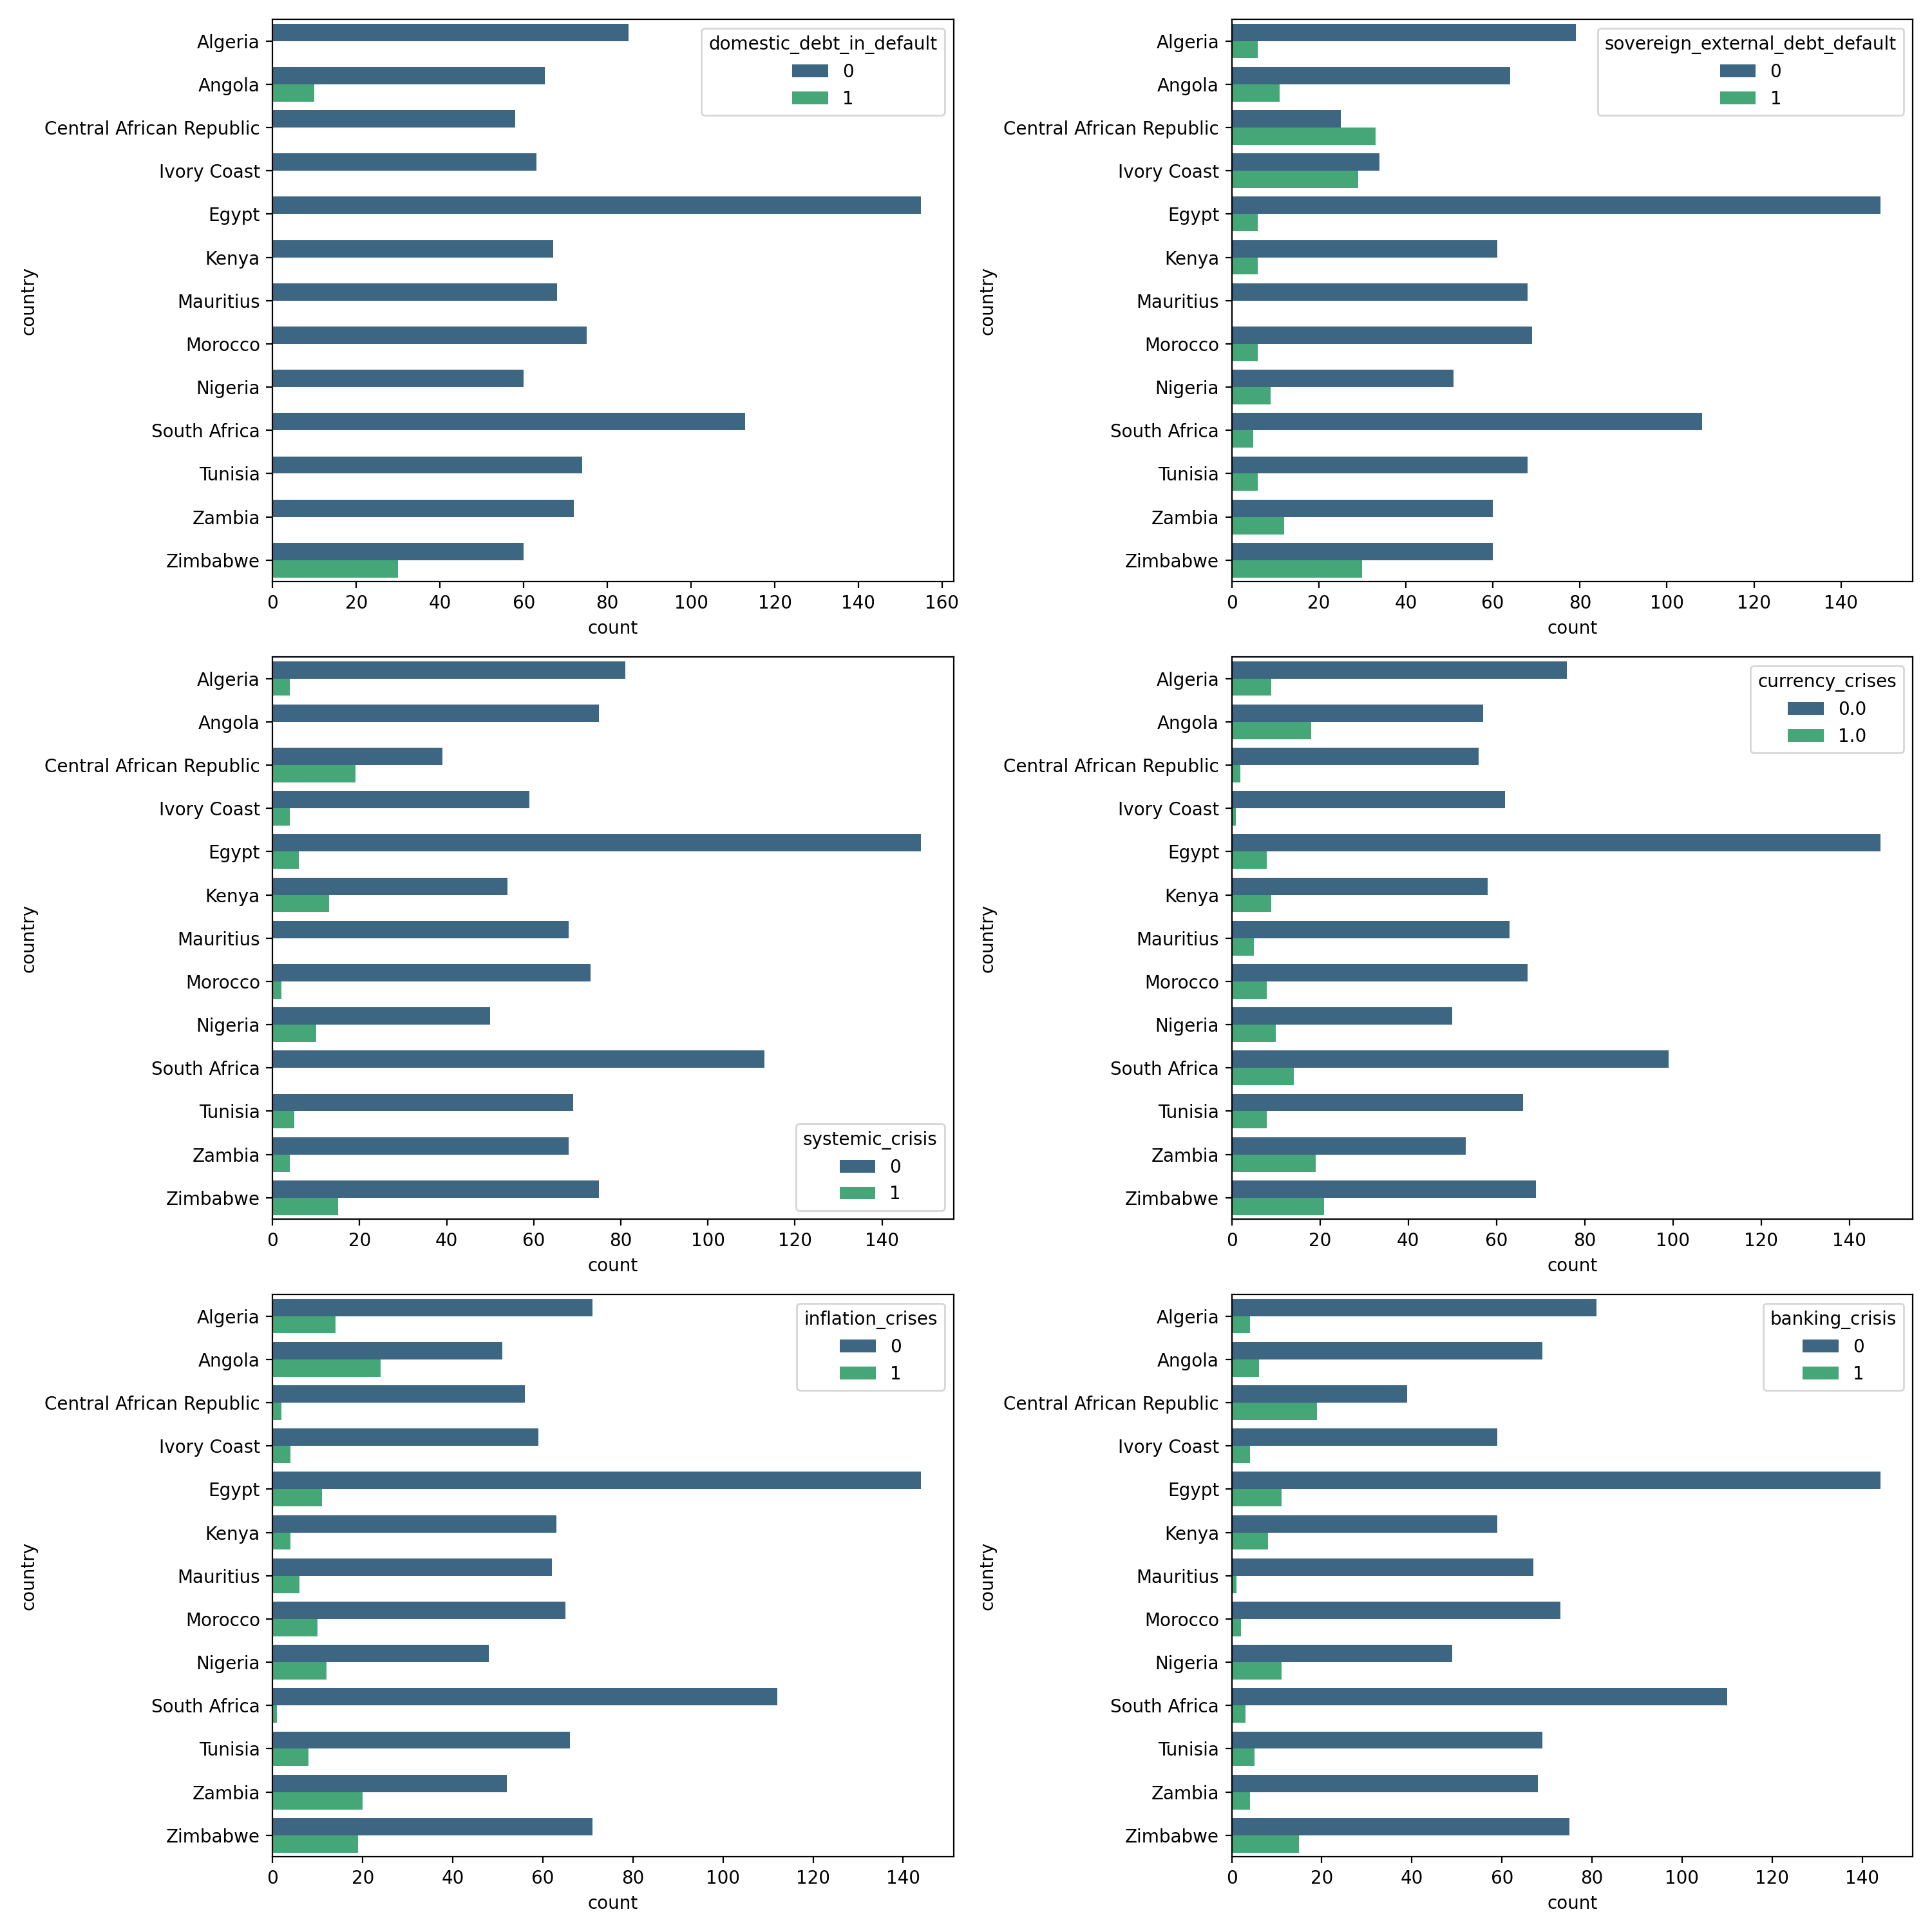 domestic_debt_in_default
0
1
Algeria
Angola
Central African Republic
Ivory Coast
Egypt
Kenya
Mauritius
Morocco
Nigeria
South Africa
Tunisia
Zambia
Zimbabwe
country
0 20 40 60 80 100 120 140 160
count
sovereign_external_debt_default
0
1
Algeria
Angola
Central African Republic
Ivory Coast
Egypt
Kenya
Mauritius
Morocco
Nigeria
South Africa
Tunisia
Zambia
Zimbabwe
country
0 20 40 60 80 100 120 140
count
Algeria
Angola
Central African Republic
Ivory Coast
Egypt
Kenya
Mauritius
Morocco
Nigeria
South Africa
Tunisia
Zambia
Zimbabwe
country
systemic_crisis
0
1
0 20 40 60 80 100 120 140
count
currency_crises
0.0
1.0
Algeria
Angola
Central African Republic
Ivory Coast
Egypt
Kenya
Mauritius
Morocco
Nigeria
South Africa
Tunisia
Zambia
Zimbabwe
country
0 20 40 60 80 100 120 140
count
inflation_crises
0
1
Algeria
Angola
Central African Republic
Ivory Coast
Egypt
Kenya
Mauritius
Morocco
Nigeria
South Africa
Tunisia
Zambia
Zimbabwe
country
0 20 40 60 80 100 120 140
count
banking_crisis
0
1
Algeria
Angola
Central African Republic
Ivory Coast
Egypt
Kenya
Mauritius
Morocco
Nigeria
South Africa
Tunisia
Zambia
Zimbabwe
country
0 20 40 60 80 100 120 140
count